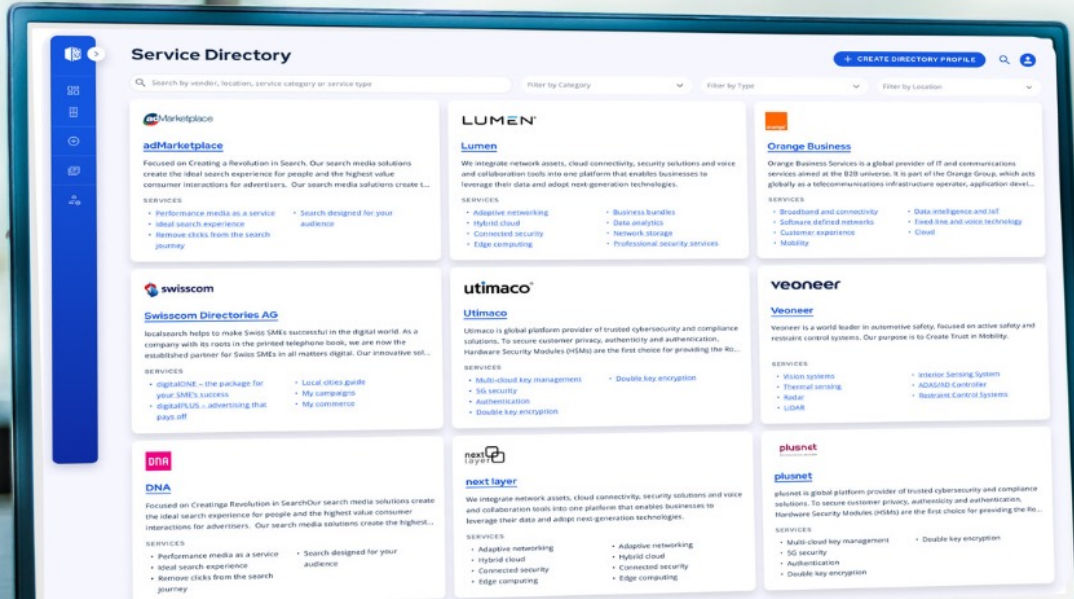 Service Directory
+ CREATE DIRECTORY PROFILE
Search by vendor, location, service category or service type
Filter by Category
Filter by Type
Filter by Location
adMarketplace
adMarketplace
Focused on Creating a Revolution in Search. Our search media solutions
create the ideal search experience for people and the highest value
consumer interactions for advertisers. Our search media solutions create t...
SERVICES
• Performance media as a service
• Ideal search experience
• Remove clicks from the search
journey
• Search designed for your
audience
LUMEN
Lumen
We integrate network assets, cloud connectivity, security solutions and voice
and collaboration tools into one platform that enables businesses to
leverage their data and adopt next-generation technologies.
SERVICES
• Adaptive networking
• Hybrid cloud
• Connected security
• Edge computing
• Business bundles
• Data analytics
• Network storage
• Professional security services
Orange Business
Orange Business Services is a global provider of IT and communications
services aimed at the B2B universe. It is part of the Orange Group, which acts
globally as a telecommunications infrastructure operator, application devel...
SERVICES
• Broadband and connectivity
• Software defined networks
• Customer experience
• Mobility
• Data intelligence and IoT
• Fixed-line and voice technology
• Cloud
swisscom
Swisscom Directories AG
localsearch helps to make Swiss SMEs successful in the digital world. As a
company with its roots in the printed telephone book, we are now the
established partner for Swiss SMEs in all matters digital. Our innovative sol...
SERVICES
• digitalONE – the package for
your SME's success
• digitalPLUS – advertising that
pays off
• Local cities guide
• My campaigns
• My commerce
utimaco
Utimaco
Utimaco is global platform provider of trusted cybersecurity and compliance
solutions. To secure customer privacy, authenticity and authentication,
Hardware Security Modules (HSMs) are the first choice for providing the Ro...
SERVICES
• Multi-cloud key management
• 5G security
• Authentication
• Double key encryption
• Double key encryption
veoneer
Veoneer
Veoneer is a world leader in automotive safety, focused on active safety and
restraint control systems. Our purpose is to Create Trust in Mobility.
SERVICES
• Vision systems
• Thermal sensing
• Radar
• LiDAR
• Interior Sensing System
• ADAS/AD Controller
• Restraint Control Systems
DNA
DNA
Focused on Creatinga Revolution in SearchOur search media solutions create
the ideal search experience for people and the highest value consumer
interactions for advertisers. Our search media solutions create the highest...
SERVICES
• Performance media as a service
• Ideal search experience
• Remove clicks from the search
journey
• Search designed for your
audience
next
layer
next layer
We integrate network assets, cloud connectivity, security solutions and voice
and collaboration tools into one platform that enables businesses to
leverage their data and adopt next-generation technologies.
SERVICES
• Adaptive networking
• Hybrid cloud
• Connected security
• Edge computing
• Adaptive networking
• Hybrid cloud
• Connected security
• Edge computing
plusnet
plusnet
plusnet is global platform provider of trusted cybersecurity and compliance
solutions. To secure customer privacy, authenticity and authentication,
Hardware Security Modules (HSMs) are the first choice for providing the Ro...
SERVICES
• Multi-cloud key management
• 5G security
• Authentication
• Double key encryption
• Double key encryption